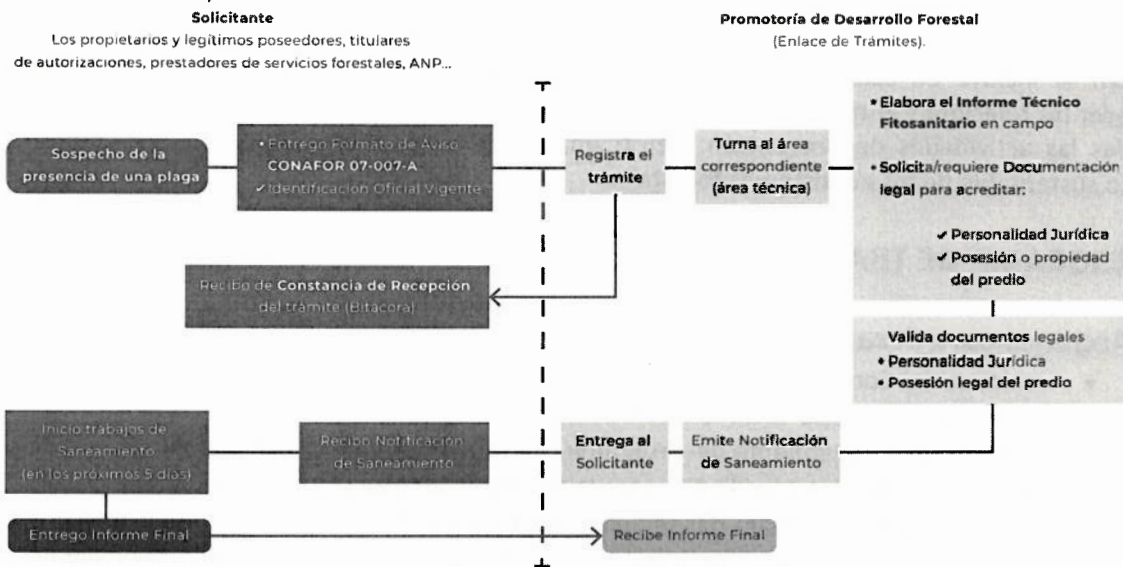 Solicitante
Los propietarios y legítimos poseedores, titulares
de autorizaciones, prestadores de servicios forestales, ANP...
Promotoría de Desarrollo Forestal
(Enlace de Trámites).
Sospecho de la
presencia de una plaga
• Entrego Formato de Aviso
CONAFOR 07-007-A
✓ Identificación Oficial Vigente
Registra el
trámite
Turna al área
correspondiente
(área técnica)
• Elabora el Informe Técnico
Fitosanitario en campo
• Solicita/requiere Documentación
legal para acreditar:
✓ Personalidad Jurídica
✓ Posesión o propiedad
del predio
Recibo de Constancia de Recepción
del trámite (Bitácora)
Valida documentos legales
• Personalidad Jurídica
• Posesión legal del predio
Inicio trabajos de
Saneamiento
(en los próximos 5 días)
Recibo Notificación
de Saneamiento
Entrega al
Solicitante
Emite Notificación
de Saneamiento
Entrego Informe Final
Recibe Informe Final